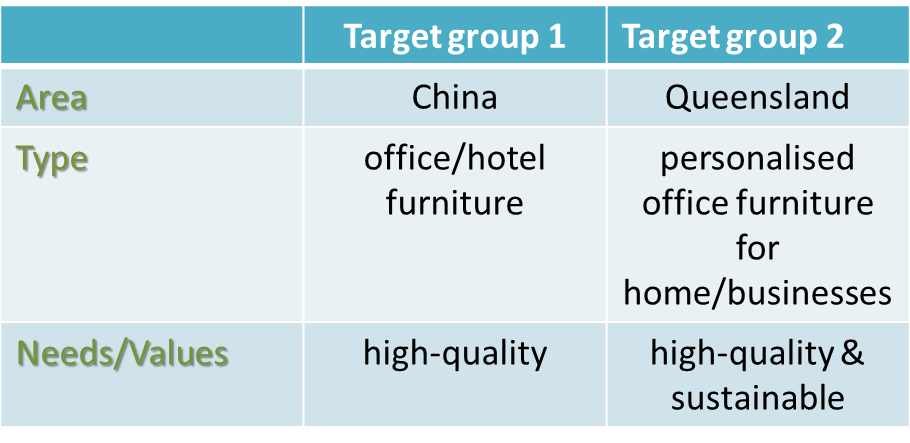 Target group 1 Target group 2
Area China Queensland
Type office/hotel personalised
furniture office furniture
for
home/businesses
Needs/Values high-quality high-quality &
sustainable